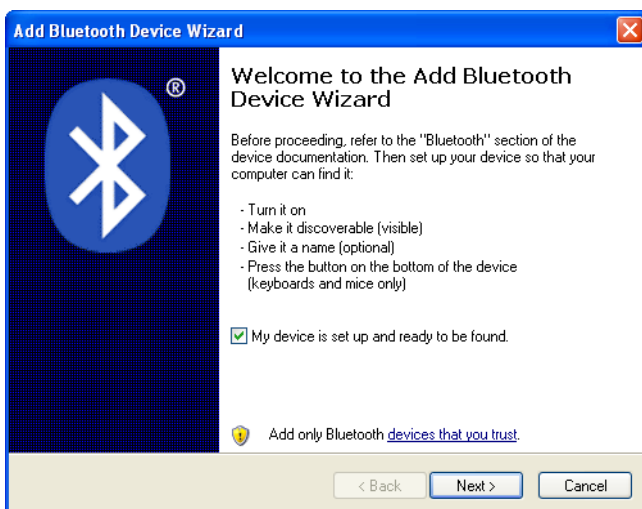 Add Bluetooth Device Wizard
®
Welcome to the Add Bluetooth
Device Wizard
Before proceeding, refer to the "Bluetooth" section of the
device documentation. Then set up your device so that your
computer can find it:
- Turn it on
- Make it discoverable (visible)
- Give it a name (optional)
- Press the button on the bottom of the device
(keyboards and mice only)
My device is set up and ready to be found.
Add only Bluetooth devices that you trust.
< Back Next > Cancel